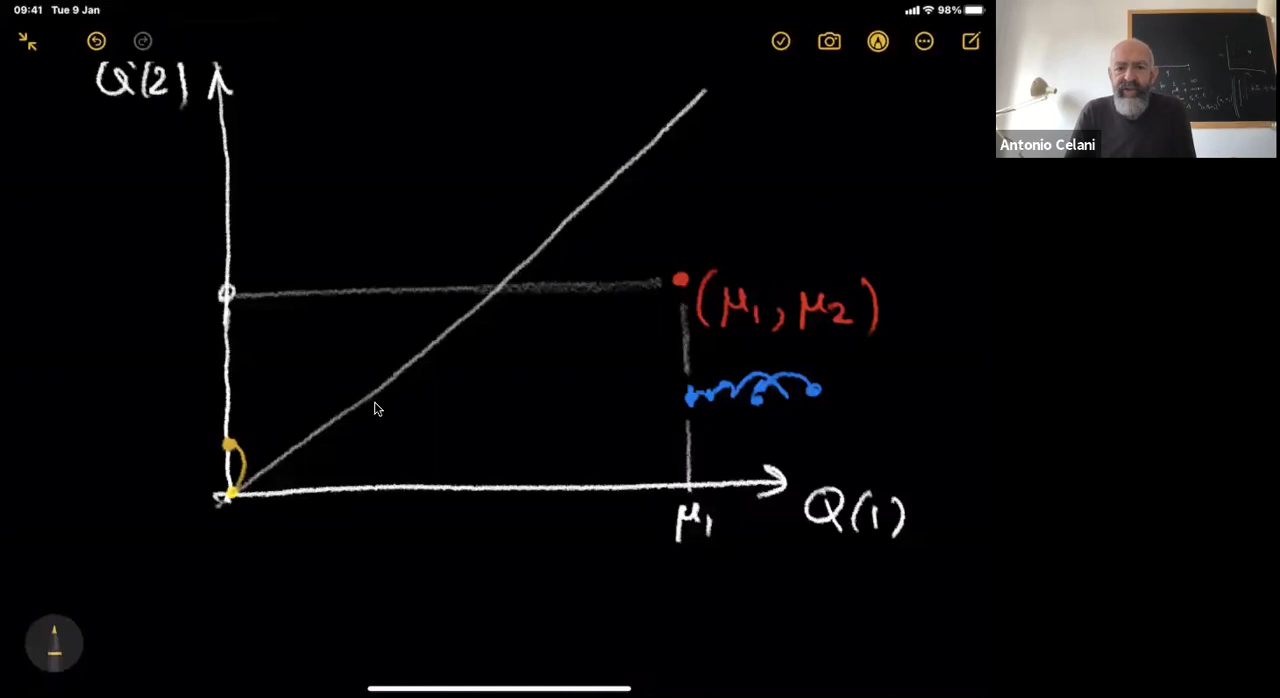 09:41 Tue 9 Jan
98%
Q(2)
(μ1, μ2)
μ1
Q(1)
Antonio Celani